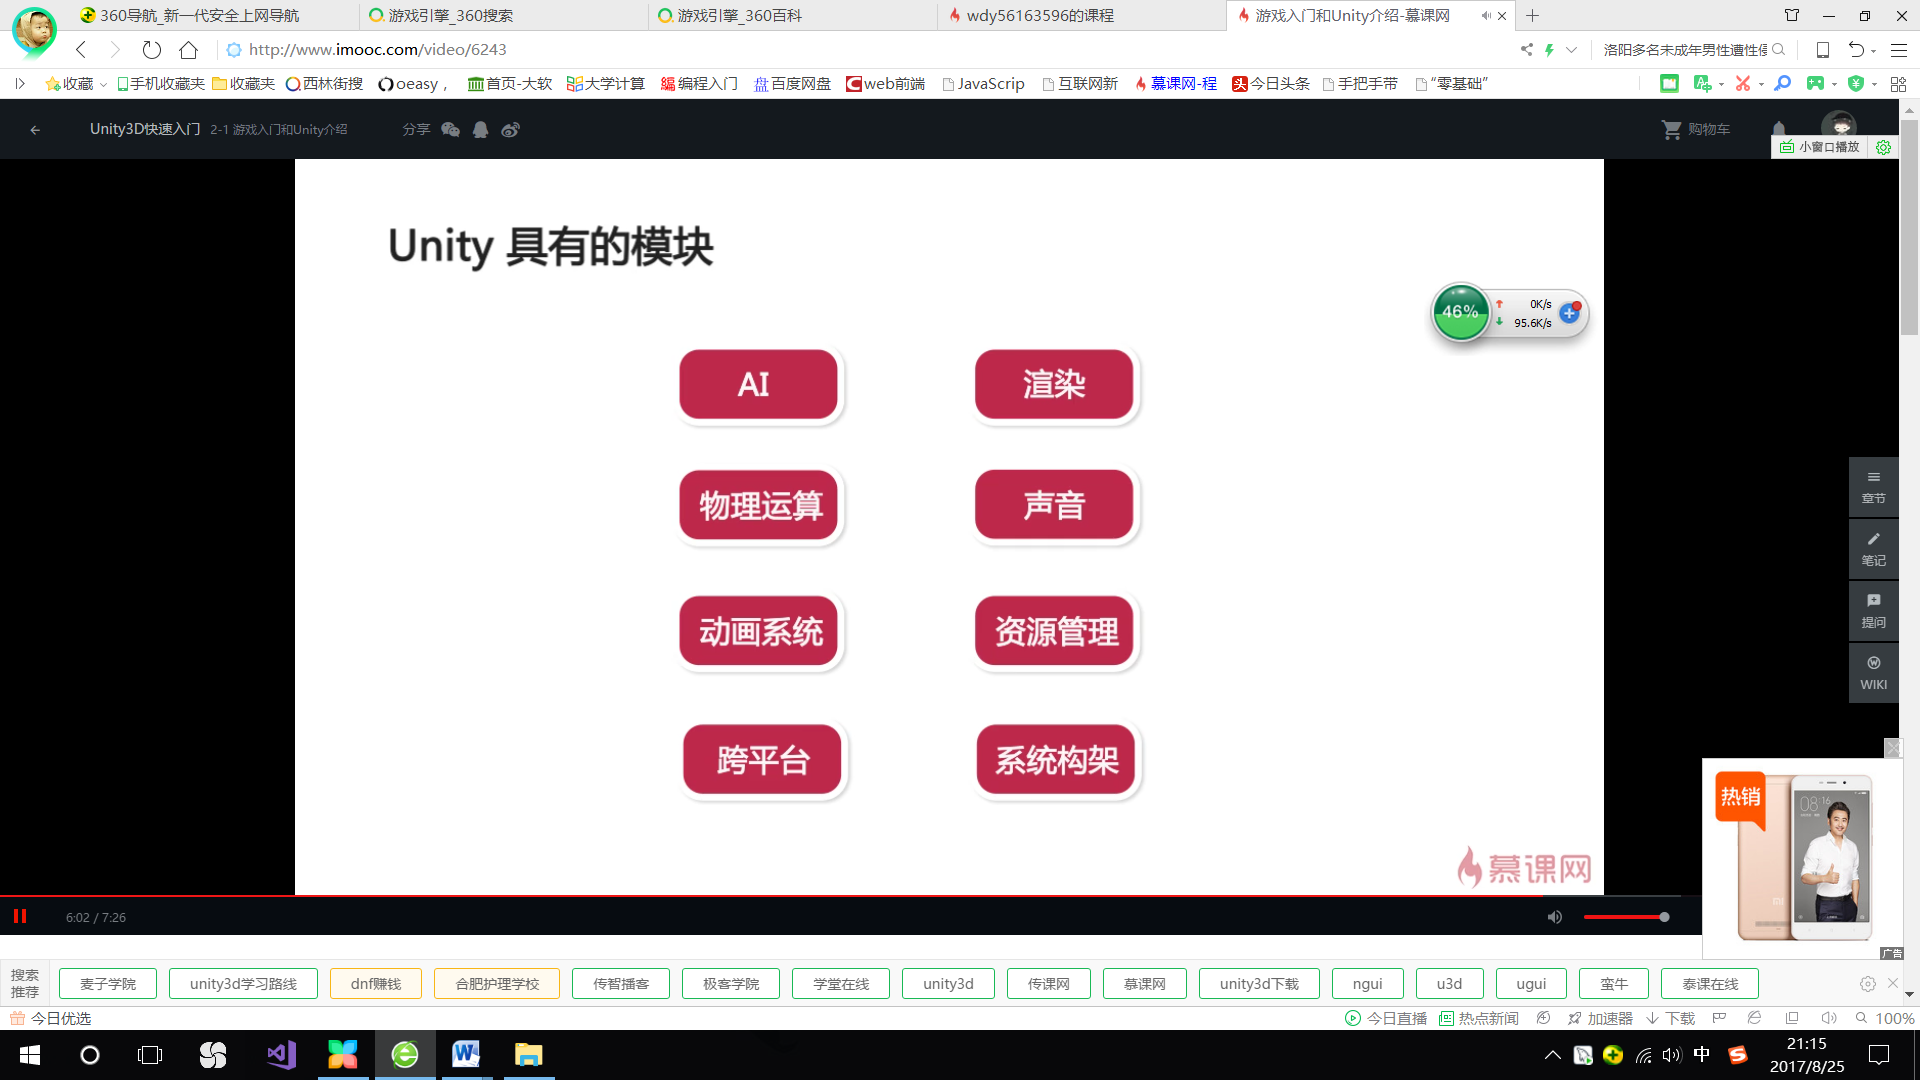 360导航_新一代安全上网导航
游戏引擎_360搜索
游戏引擎_360百科
wdy56163596的课程
游戏入门和Unity介绍-慕课网
http://www.imooc.com/video/6243
洛阳多名未成年男性遭性侵
收藏
手机收藏夹
收藏夹
西林街搜
oeasy，
首页-大软
大学计算
编程入门
百度网盘
web前端
JavaScrip
互联网新
慕课网-程
今日头条
手把手带
“零基础”
Unity3D快速入门 2-1 游戏入门和Unity介绍
分享
购物车
小窗口播放
Unity 具有的模块
46%
0K/s
95.6K/s
AI
渲染
物理运算
声音
动画系统
资源管理
跨平台
系统构架
章节
笔记
提问
WIKI
热销
08:16
慕课网
广告
6:02 / 7:26
搜索
推荐
麦子学院
unity3d学习路线
dnf赚钱
合肥护理学校
传智播客
极客学院
学堂在线
unity3d
传课网
慕课网
unity3d下载
ngui
u3d
ugui
蛮牛
泰课在线
今日优选
今日直播
热点新闻
加速器
下载
100%
中
21:15
2017/8/25